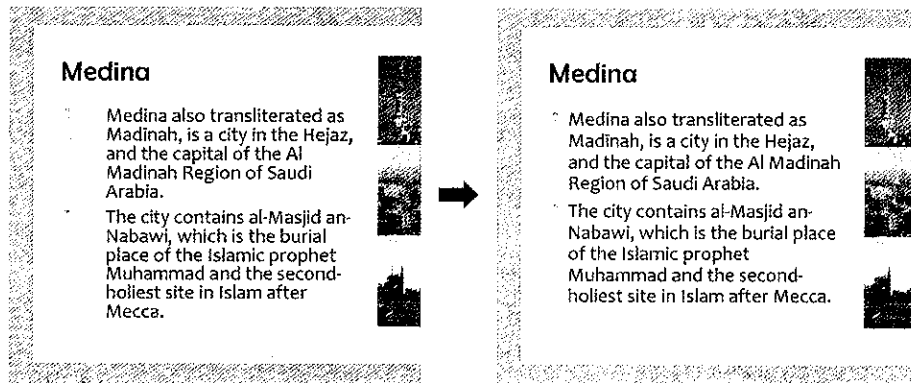 Medina
Medina also transliterated as
Madīnah, is a city in the Hejaz,
and the capital of the Al
Madinah Region of Saudi
Arabia.
The city contains al-Masjid an-
Nabawi, which is the burial
place of the Islamic prophet
Muhammad and the second-
holiest site in Islam after
Mecca.
Medina
Medina also transliterated as
Madīnah, is a city in the Hejaz,
and the capital of the Al Madinah
Region of Saudi Arabia.
The city contains al-Masjid an-
Nabawi, which is the burial place
of the Islamic prophet
Muhammad and the second-
holiest site in Islam after Mecca.